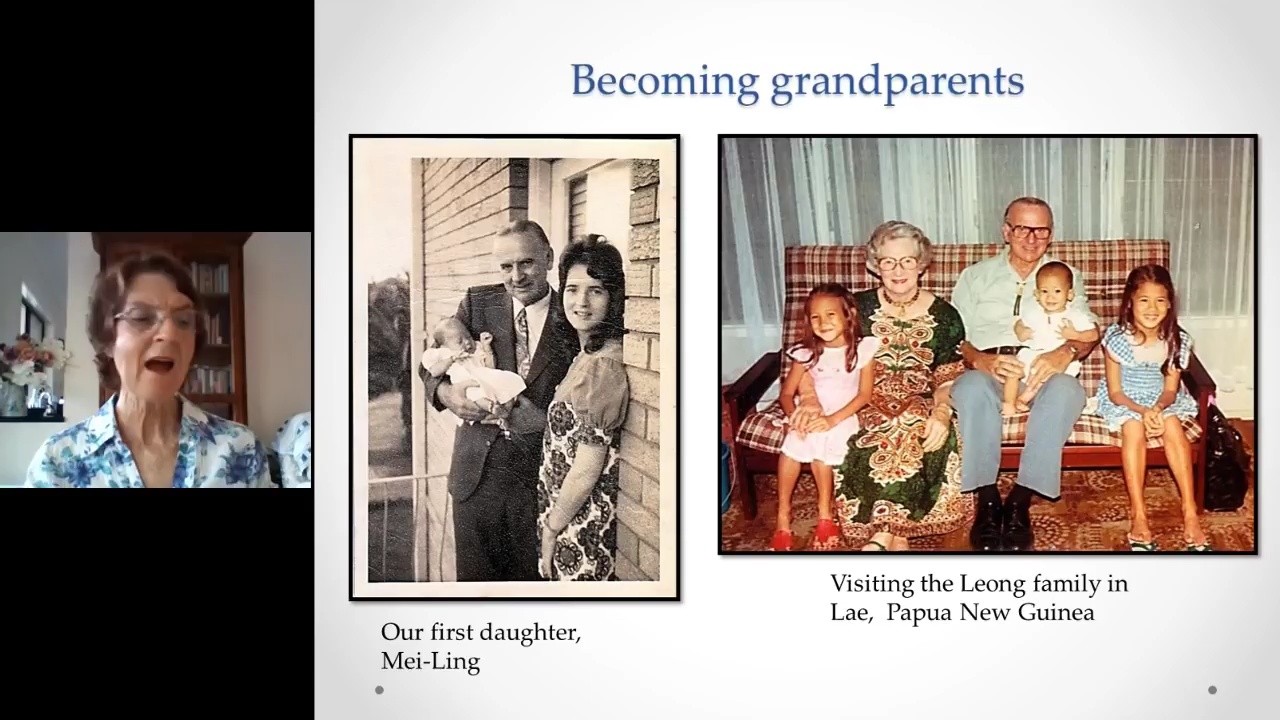 Becoming grandparents
Our first daughter,
Mei-Ling
Visiting the Leong family in
Lae, Papua New Guinea